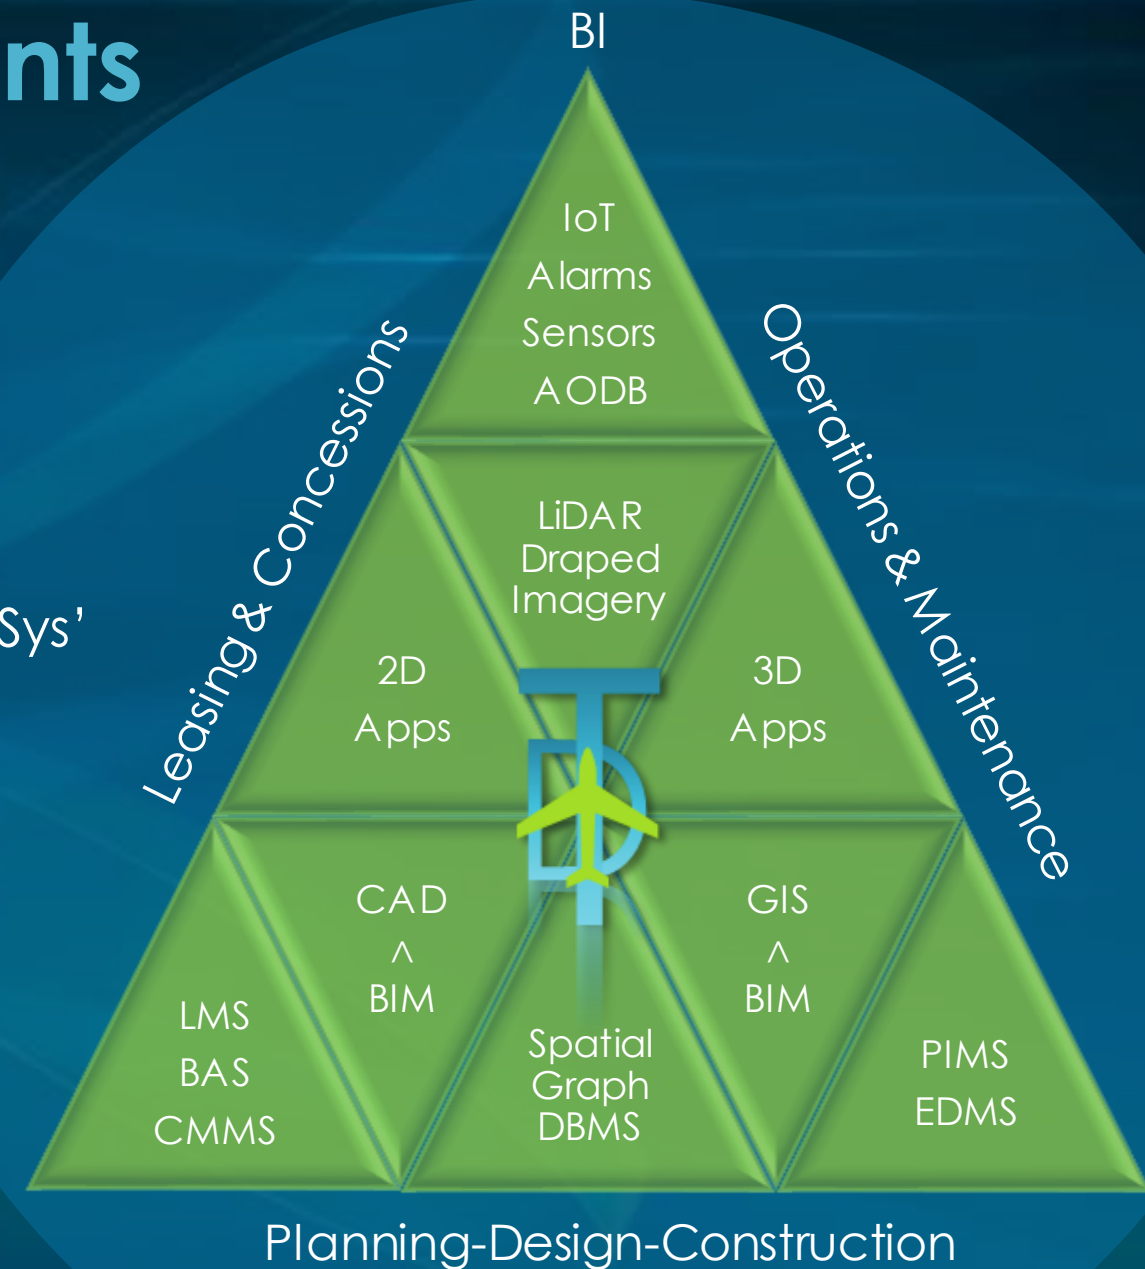 nts
BI
IoT
Alarms
Sensors
AODB
Leasing & Concessions
Operations & Maintenance
LiDAR
Draped
Imagery
Sys’
2D
Apps
3D
Apps
DT
CAD
^
BIM
GIS
^
BIM
LMS
BAS
CMMS
Spatial
Graph
DBMS
PIMS
EDMS
Planning-Design-Construction